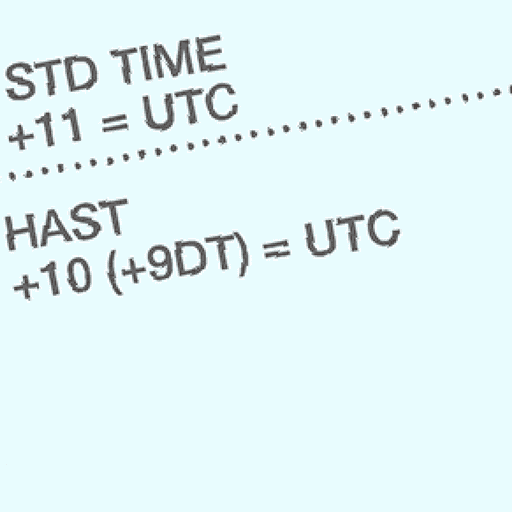 STD TIME
+11 = UTC
HAST
+10 (+9DT) = UTC